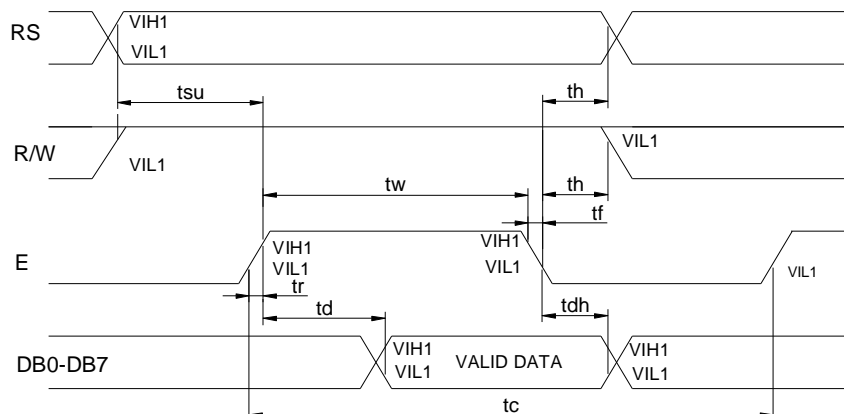 RS
VIH1
VIL1
tsu
th
R/W
VIL1
VIL1
tw
th
tf
E
VIH1
VIL1
VIH1
VIL1
VIL1
tr
td
tdh
DB0-DB7
VIH1
VIL1
VALID DATA
VIH1
VIL1
tc